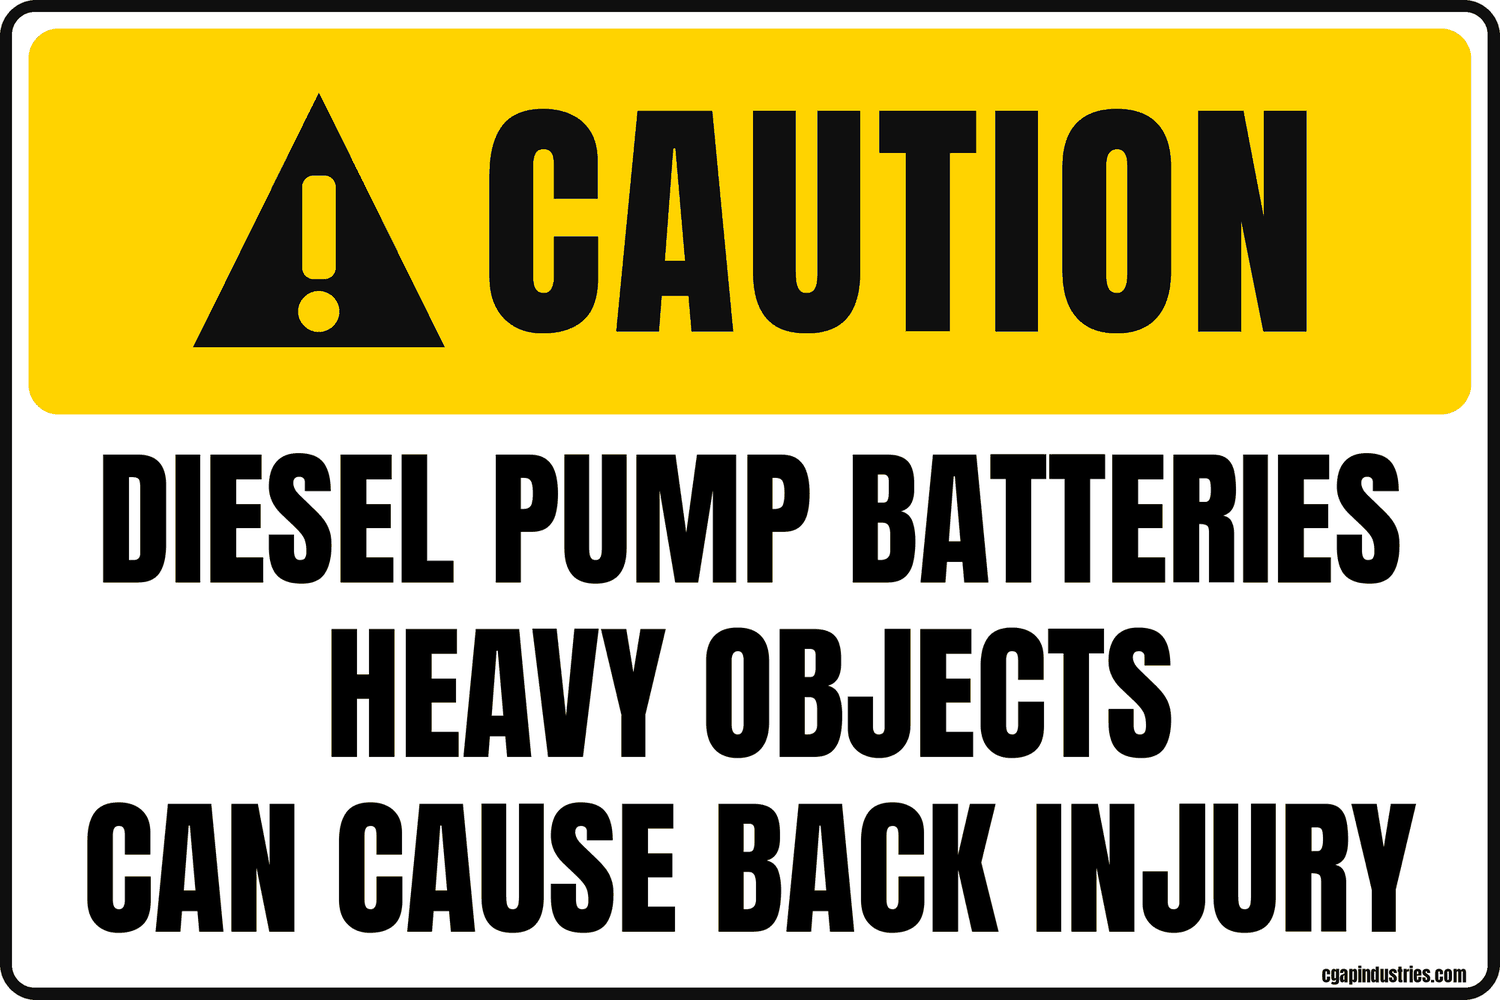 CAUTION
DIESEL PUMP BATTERIES
HEAVY OBJECTS
CAN CAUSE BACK INJURY
cgapindustries.com